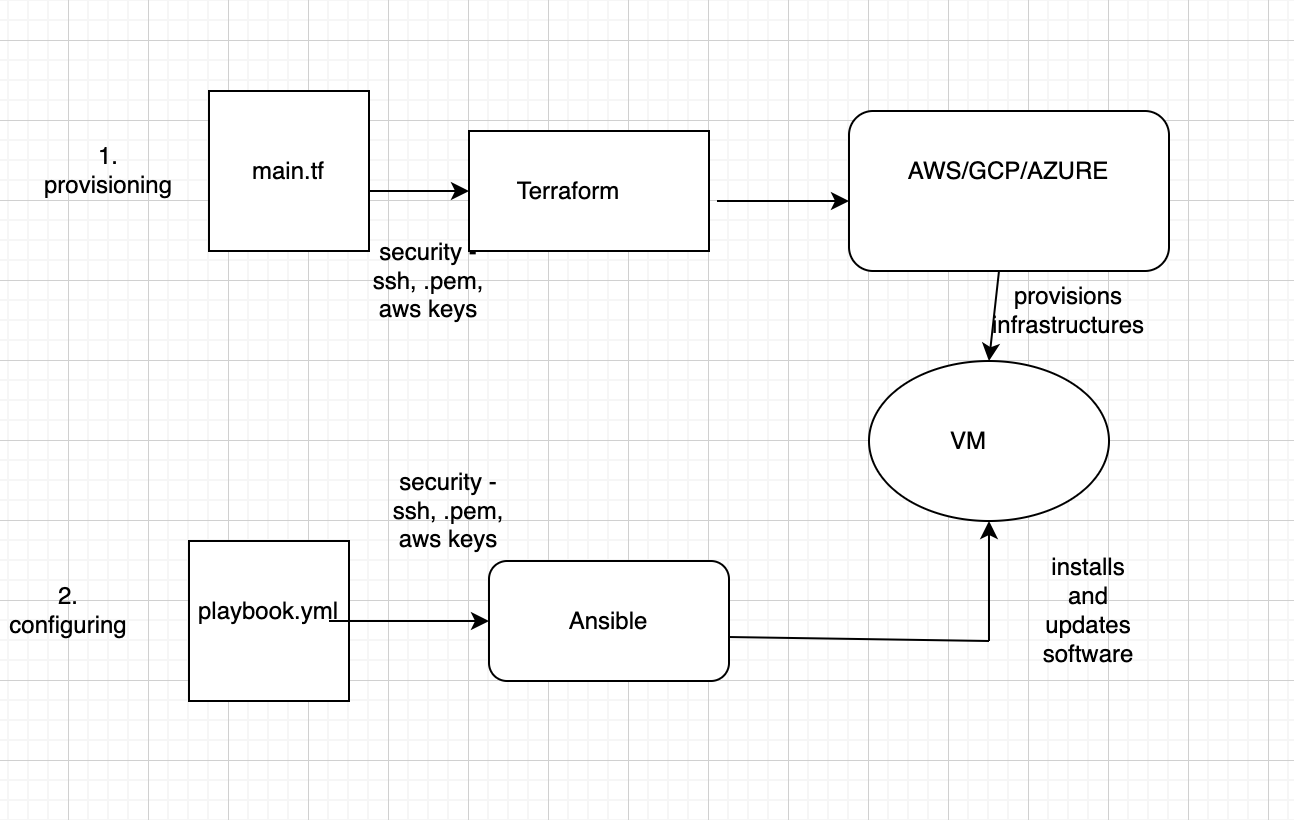 1.
provisioning
main.tf
Terraform
AWS/GCP/AZURE
security -
ssh, .pem,
aws keys
provisions
infrastructures
VM
security -
ssh, .pem,
aws keys
2.
configuring
playbook.yml
Ansible
installs
and
updates
software